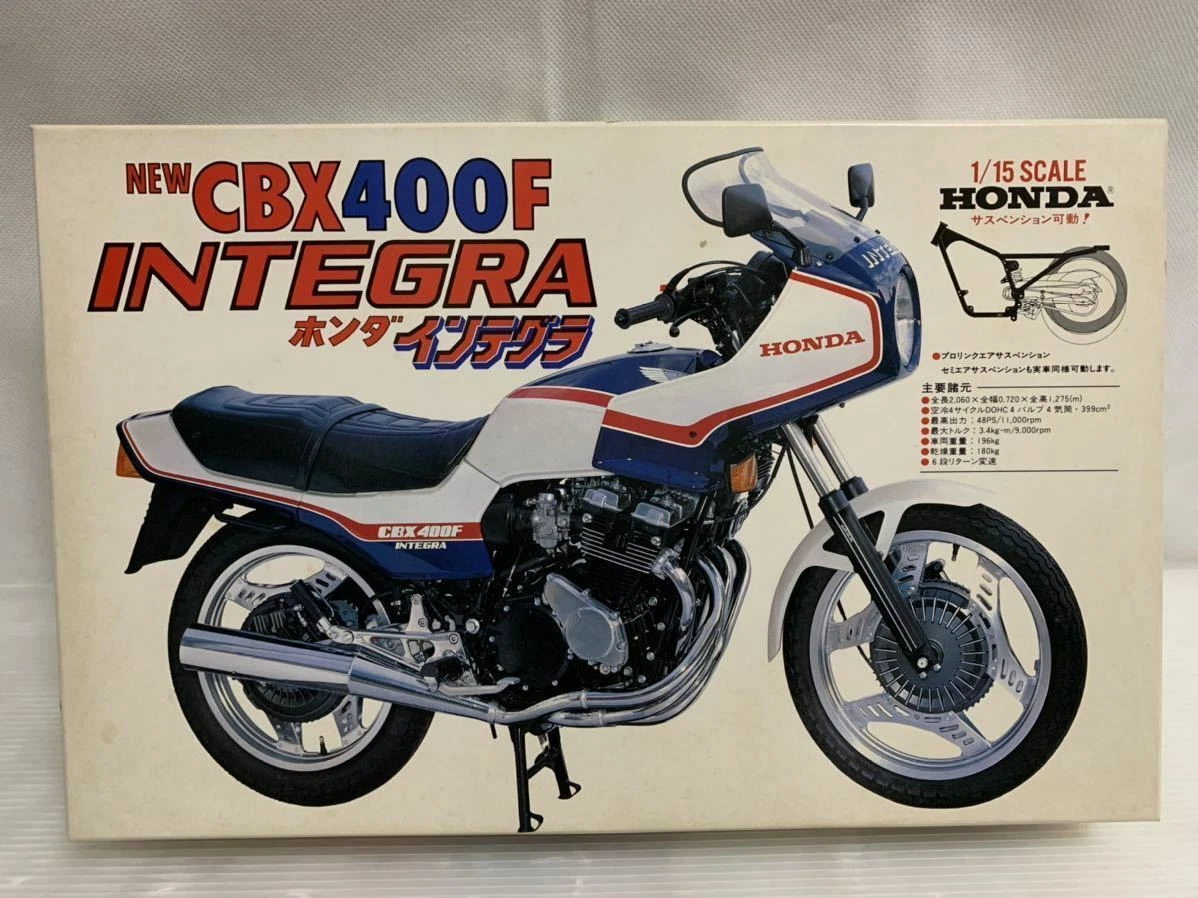 NEW CBX400F
INTEGRA
ホンダ インテグラ
1/15 SCALE
HONDA®
サスペンション可動!
●プロリンクエアサスペンション
セミエアサスペンションも実車同様可動します。
主要諸元
●全長2,060×全幅0.720×全高1,275(m)
●空冷4サイクルDOHC4バルブ4気筒・399cm²
●最高出力:48PS/11,000rpm
●最大トルク:3.4kg-m/9,000rpm
●車両重量:196kg
●乾燥重量:180kg
●6段リターン変速
INTE
HONDA
CBX400F
INTEGRA